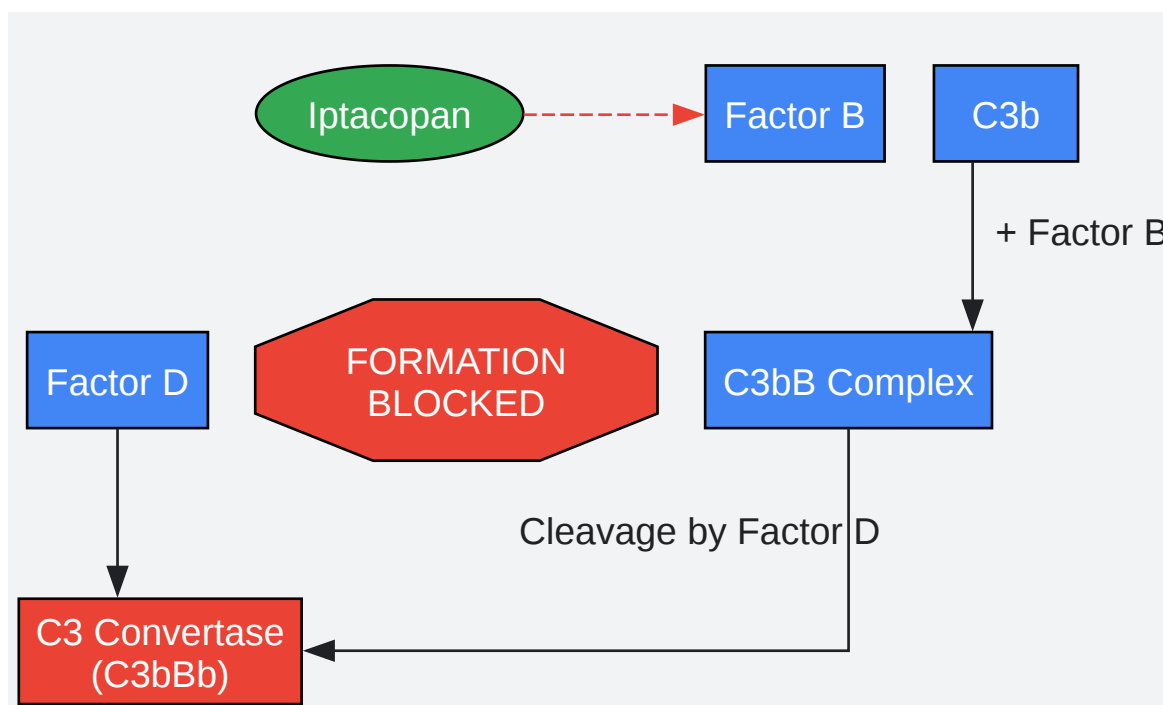 Iptacopan
Factor B
C3b
+ Factor B
Factor D
FORMATION
BLOCKED
C3bB Complex
Cleavage by Factor D
C3 Convertase
(C3bBb)